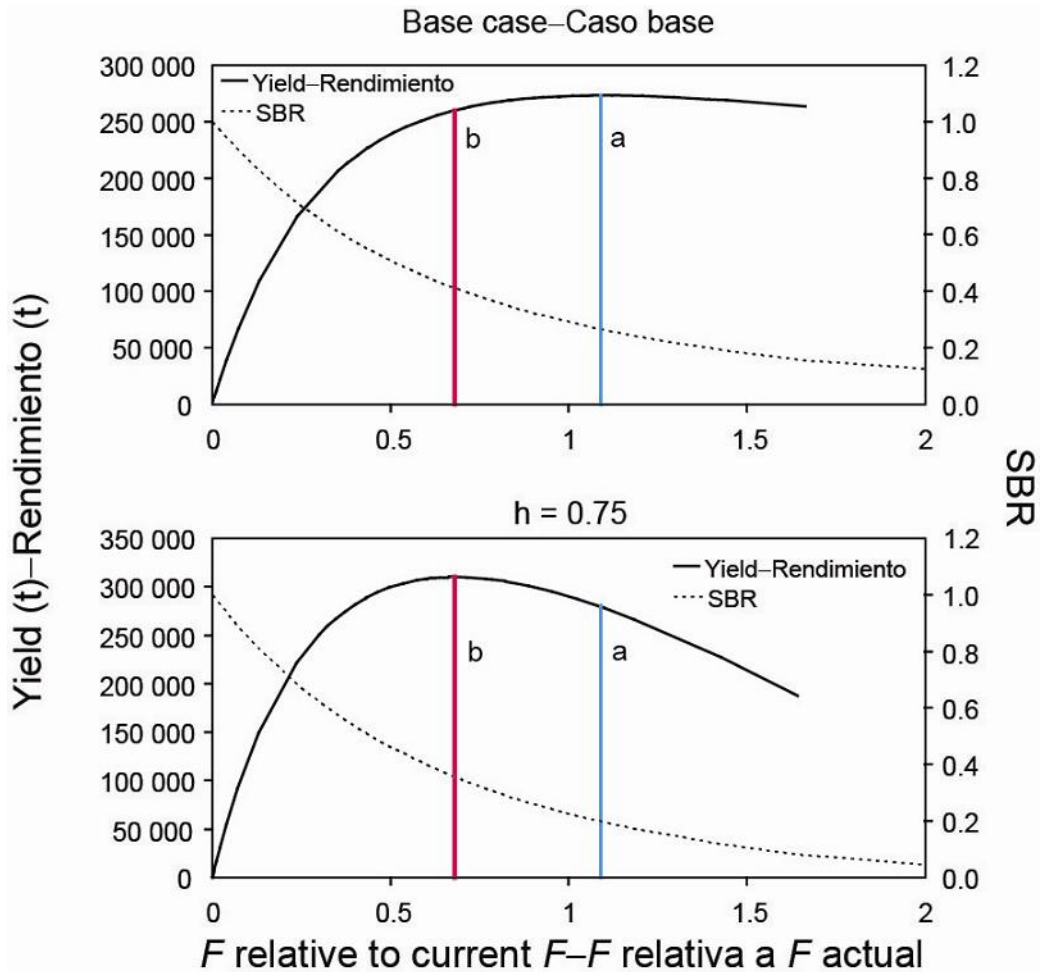 Base case–Caso base
Yield (t)–Rendimiento (t)
300 000
250 000
200 000
150 000
100 000
50 000
0
Yield–Rendimiento
SBR
b
a
1.2
1.0
0.8
0.6
0.4
0.2
0.0
0 0.5 1 1.5 2
SBR
h = 0.75
350 000
300 000
250 000
200 000
150 000
100 000
50 000
0
Yield–Rendimiento
SBR
b
a
1.2
1.0
0.8
0.6
0.4
0.2
0.0
0 0.5 1 1.5 2
F relative to current F–F relativa a F actual